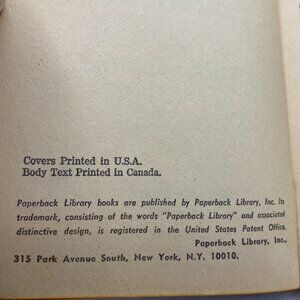 Covers Printed in U.S.A.
Body Text Printed in Canada.
Paperback Library books are published by Paperback Library, Inc. Its
trademark, consisting of the words "Paperback Library" and associated
distinctive design, is registered in the United States Patent Office.
Paperback Library, Inc.,
315 Park Avenue South, New York, N.Y. 10010.